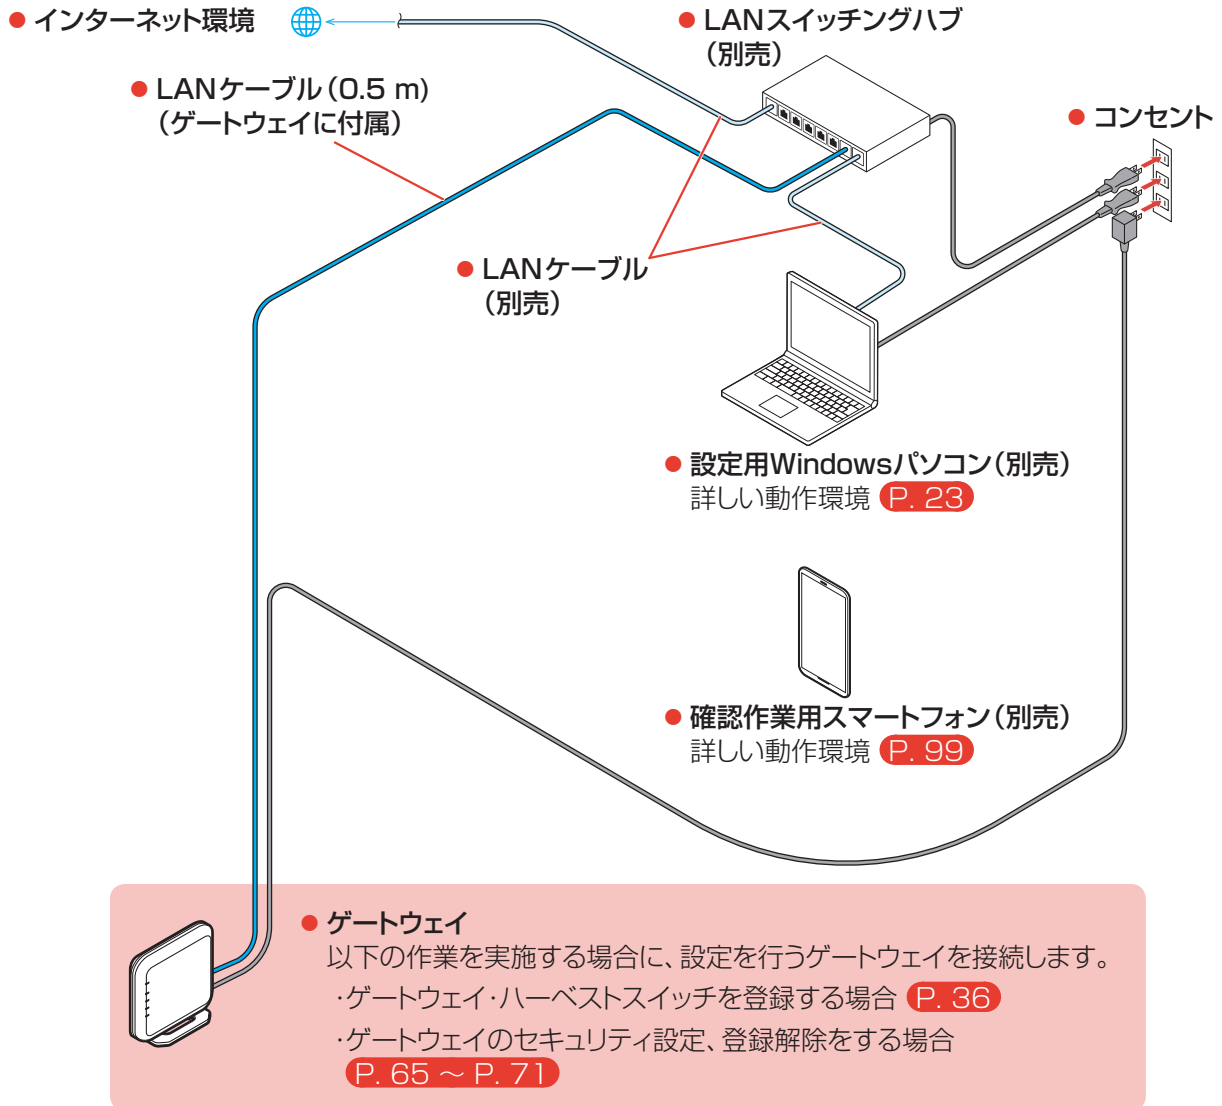 ● インターネット環境
● LANスイッチングハブ
（別売）
● LANケーブル（0.5 m)
（ゲートウェイに付属）
● コンセント
● LANケーブル
（別売）
● 設定用Windowsパソコン（別売）
詳しい動作環境 P. 23
● 確認作業用スマートフォン（別売）
詳しい動作環境 P. 99
● ゲートウェイ
以下の作業を実施する場合に、設定を行うゲートウェイを接続します。
･ゲートウェイ･ハーベストスイッチを登録する場合 P. 36
･ゲートウェイのセキュリティ設定、登録解除をする場合
P. 65 ～ P. 71